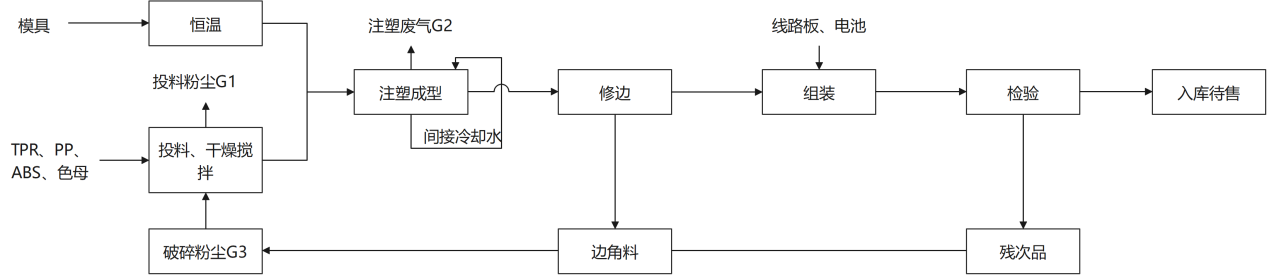 模具
恒温
注塑废气G2
线路板、电池
投料粉尘G1
注塑成型
修边
组装
检验
入库待售
间接冷却水
TPR、PP、
ABS、色母
投料、干燥搅
拌
破碎粉尘G3
边角料
残次品